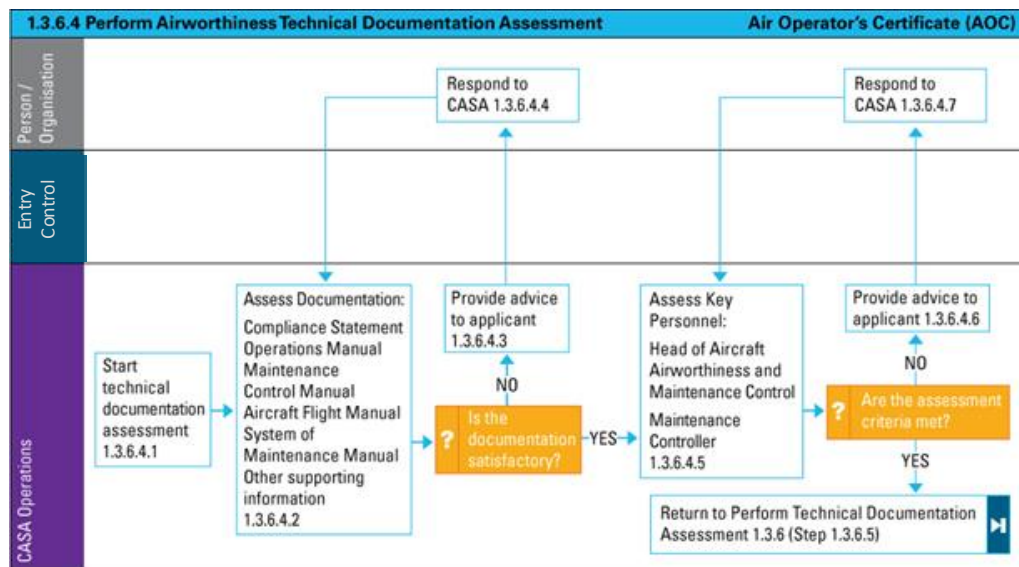 1.3.6.4 Perform Airworthiness Technical Documentation Assessment
Air Operator's Certificate (AOC)
Person /
Organisation
Respond to
CASA 1.3.6.4.4
Respond to
CASA 1.3.6.4.7
Entry
Control
CASA Operations
Start
technical
documentation
assessment
1.3.6.4.1
Assess Documentation:
Compliance Statement
Operations Manual
Maintenance
Control Manual
Aircraft Flight Manual
System of
Maintenance Manual
Other supporting
information
1.3.6.4.2
Provide advice
to applicant
1.3.6.4.3
NO
?
Is the
documentation
satisfactory?
YES
Assess Key
Personnel:
Head of Aircraft
Airworthiness and
Maintenance Control
Maintenance
Controller
1.3.6.4.5
Provide advice to
applicant 1.3.6.4.6
NO
?
Are the assessment
criteria met?
YES
Return to Perform Technical Documentation
Assessment 1.3.6 (Step 1.3.6.5)